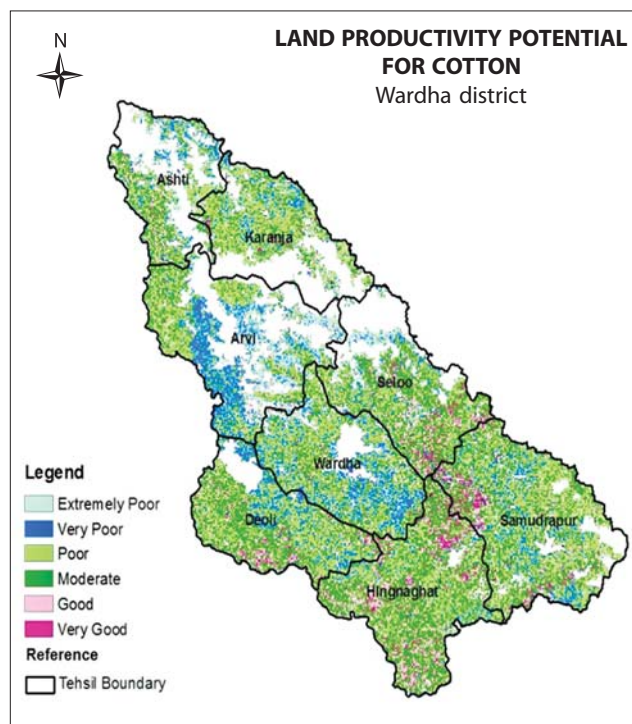 LAND PRODUCTIVITY POTENTIAL
FOR COTTON
Wardha district
N
Ashti
Karanja
Arvi
Seloo
Wardha
Deoli
Samudrapur
Hingnaghat
Legend
Extremely Poor
Very Poor
Poor
Moderate
Good
Very Good
Reference
Tehsil Boundary